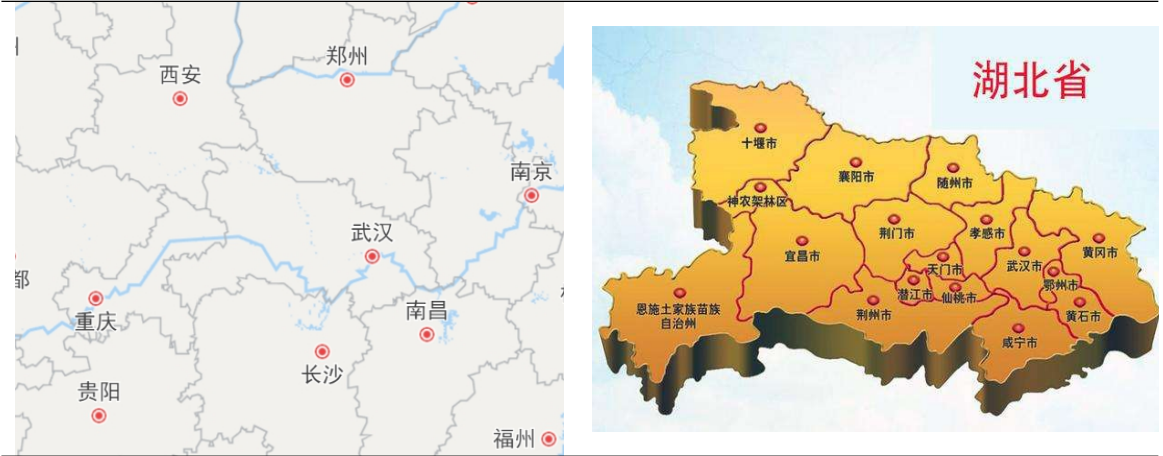 郑州
西安
南京
武汉
都
重庆
南昌
长沙
贵阳
福州
湖北省
十堰市
襄阳市
随州市
神农架林区
荆门市
孝感市
黄冈市
宜昌市
武汉市
天门市
鄂州市
潜江市
仙桃市
恩施土家族苗族
自治州
荆州市
黄石市
咸宁市